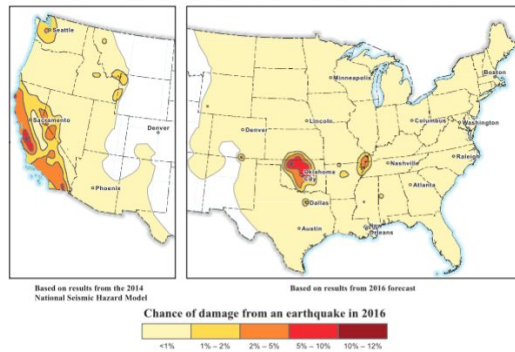 Seattle
Sacramento
Denver
Phoenix
Minneapolis
Boston
Lincoln
Columbus
Washington
Denver
Nashville
Raleigh
Oklahoma
City
Atlanta
Dallas
Austin
New
Orleans
Based on results from the 2014
National Seismic Hazard Model
Based on results from 2016 forecast
Chance of damage from an earthquake in 2016
<1% 1% – 2% 2% – 5% 5% – 10% 10% – 12%